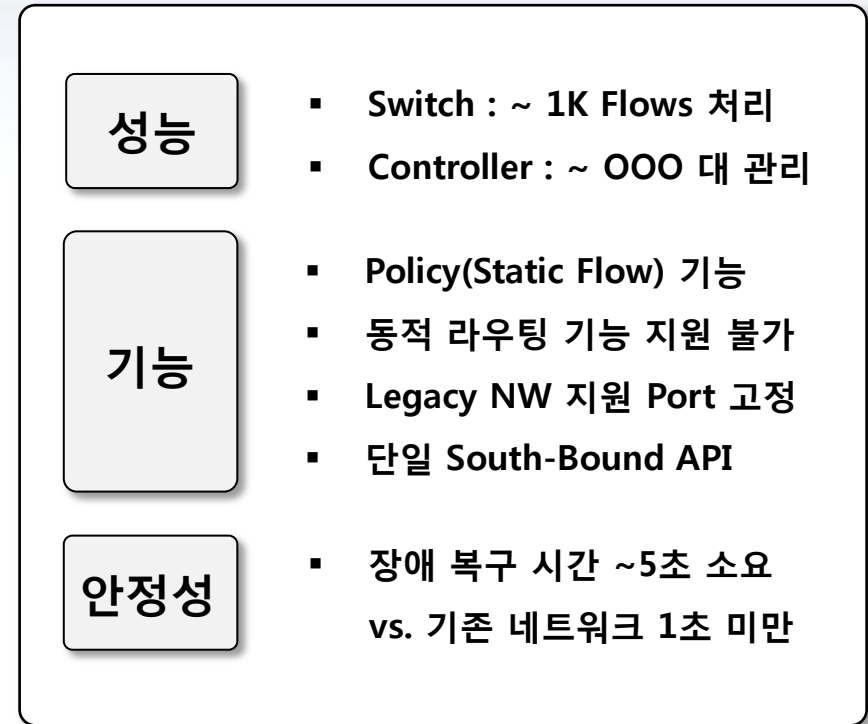 성능
▪ Switch : ~ 1K Flows 처리
▪ Controller : ~ OOO 대 관리
기능
▪ Policy(Static Flow) 기능
▪ 동적 라우팅 기능 지원 불가
▪ Legacy NW 지원 Port 고정
▪ 단일 South-Bound API
안정성
▪ 장애 복구 시간 ~5초 소요
vs. 기존 네트워크 1초 미만